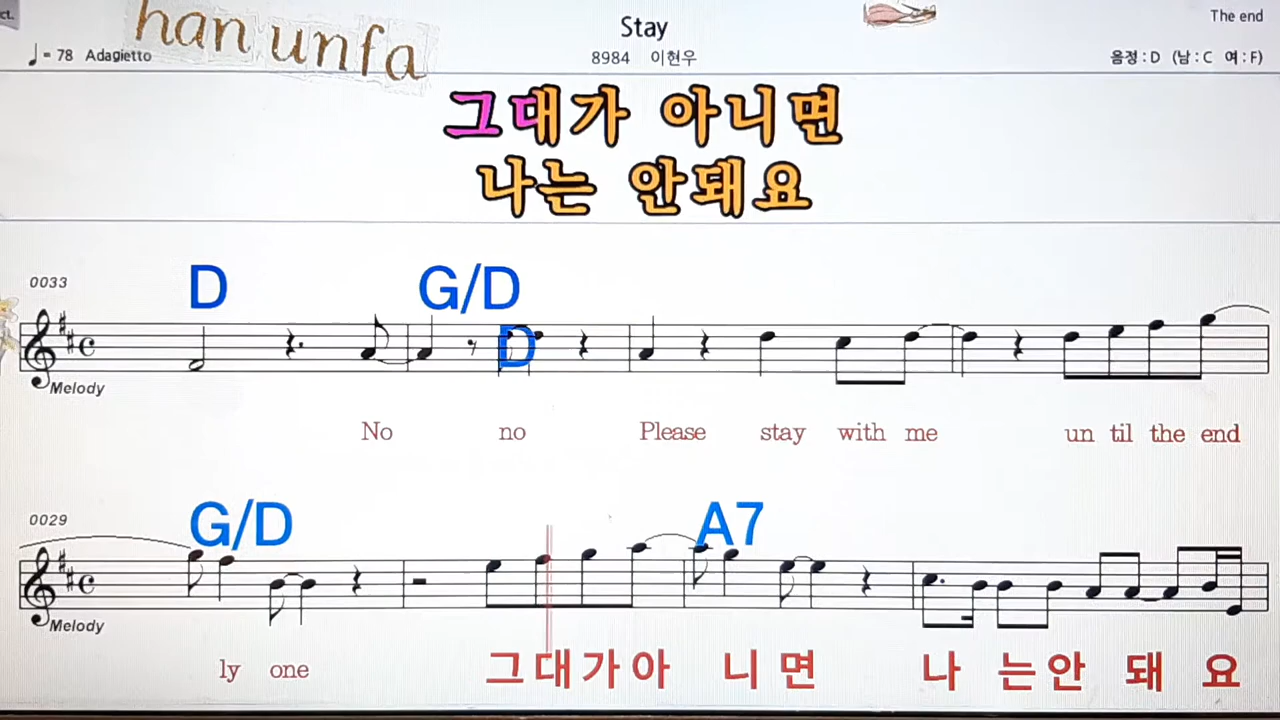 ct.
han unfa
Stay
The end
♩ = 78 Adagietto
8984 이현우
음정 : D (남 : C 여 : F)
그대가 아니면
나는 안돼요
0033
D G/D
D
Melody
No no Please stay with me un til the end
0029
G/D A7
Melody
ly one 그대가아 니면 나 는안 돼 요